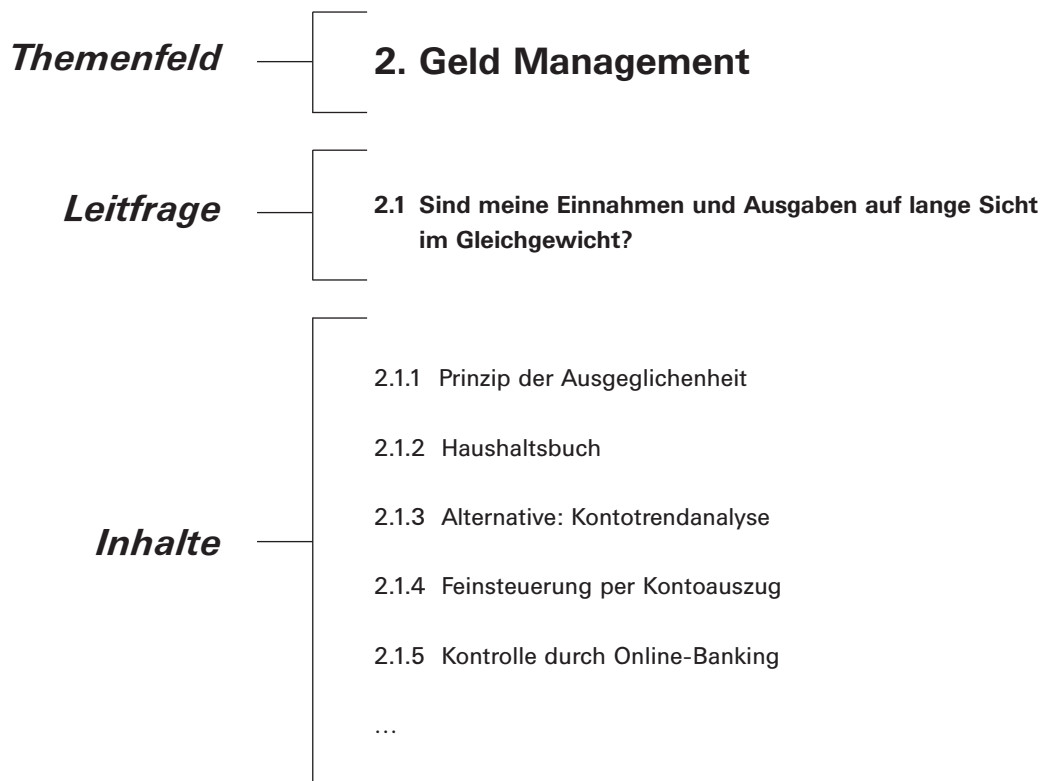 Themenfeld
2. Geld Management
Leitfrage
2.1 Sind meine Einnahmen und Ausgaben auf lange Sicht
im Gleichgewicht?
Inhalte
2.1.1 Prinzip der Ausgeglichenheit
2.1.2 Haushaltsbuch
2.1.3 Alternative: Kontotrendanalyse
2.1.4 Feinsteuerung per Kontoauszug
2.1.5 Kontrolle durch Online-Banking
…